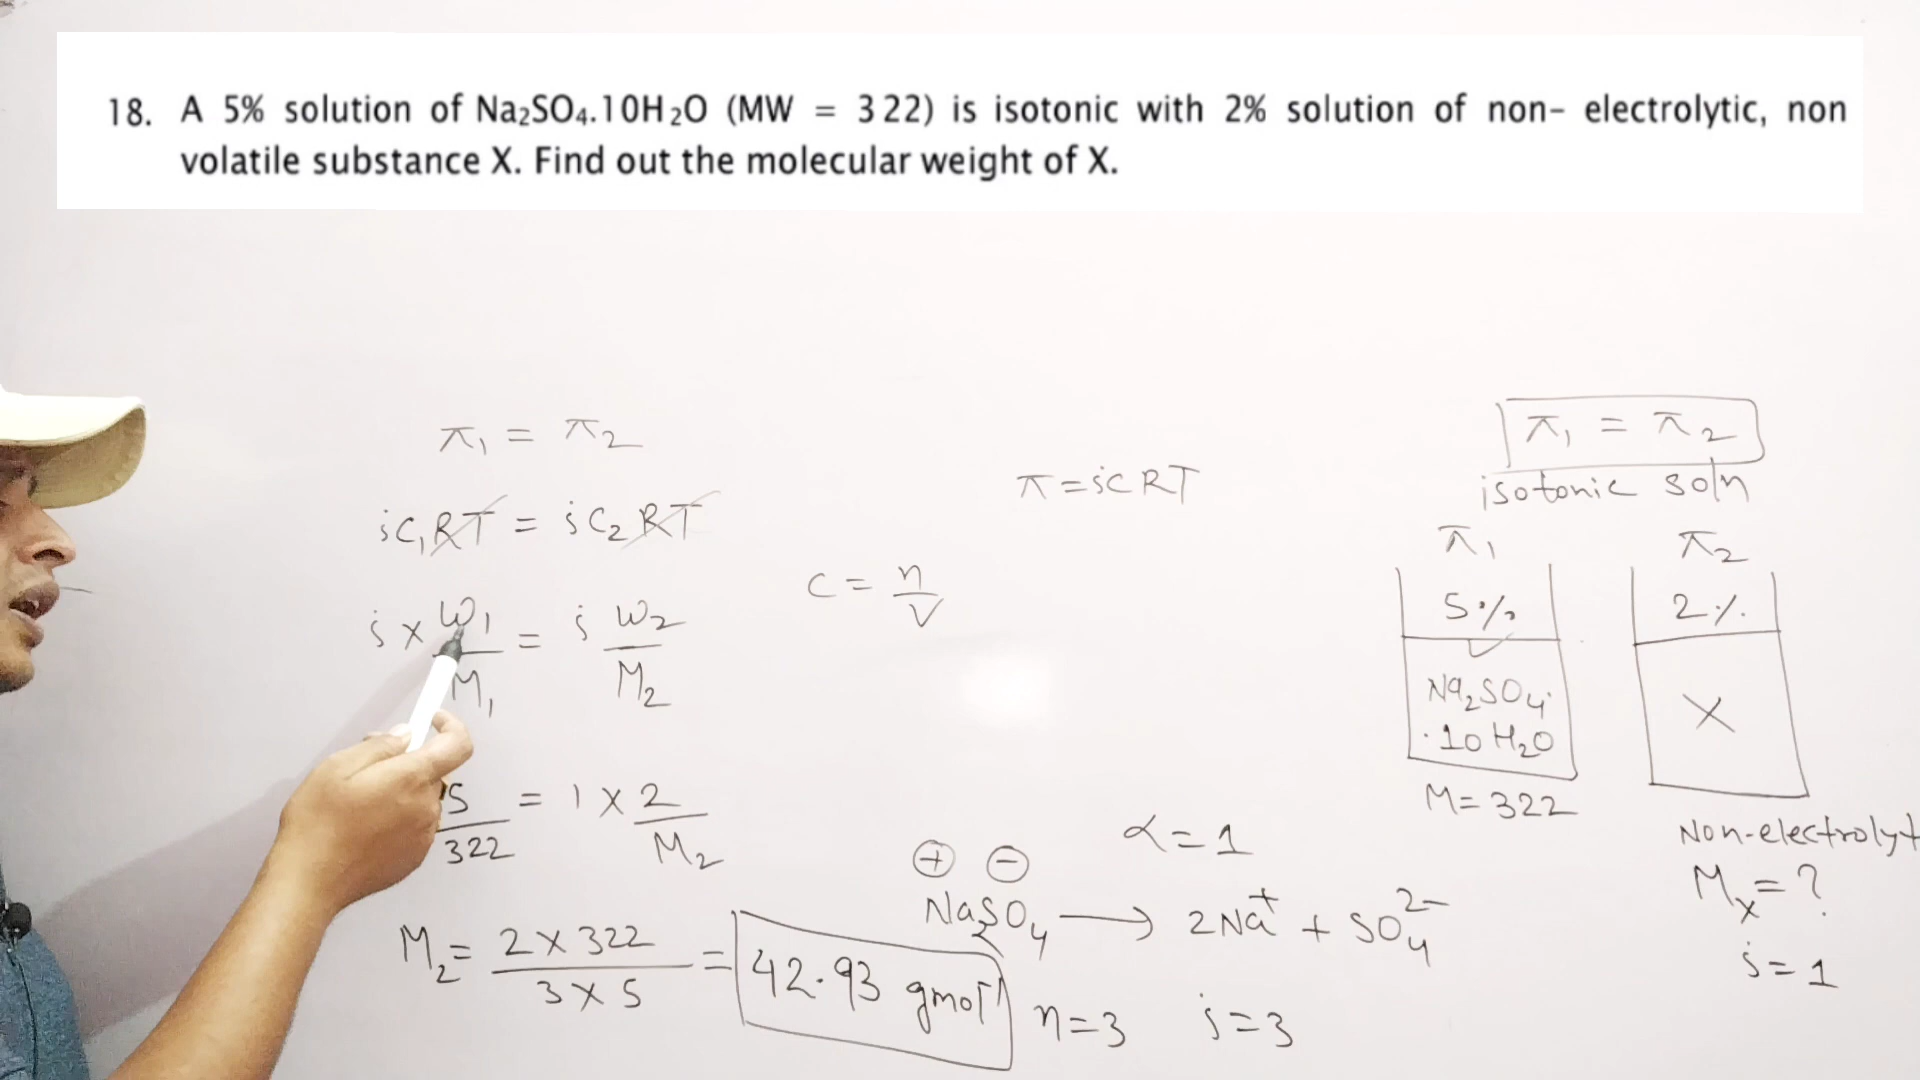 18. A 5% solution of Na₂SO₄.10H₂O (MW = 322) is isotonic with 2% solution of non- electrolytic, non
volatile substance X. Find out the molecular weight of X.
π₁ = π₂
iC₁RT = iC₂RT
i × W₁/M₁ = i W₂/M₂
5/322 = 1 × 2/M₂
M₂ = 2 × 322/3 × 5 = 42.93 gmol⁻¹
π = iCRT
C = n/V
α = 1
⊕ ⊖
Na₂SO₄ → 2Na⁺ + SO₄²⁻
n = 3 i = 3
π₁ = π₂
isotonic soln
π₁
5%
Na₂SO₄.
.10H₂O
M = 322
π₂
2%
X
Non-electrolyt
Mₓ = ?
i = 1